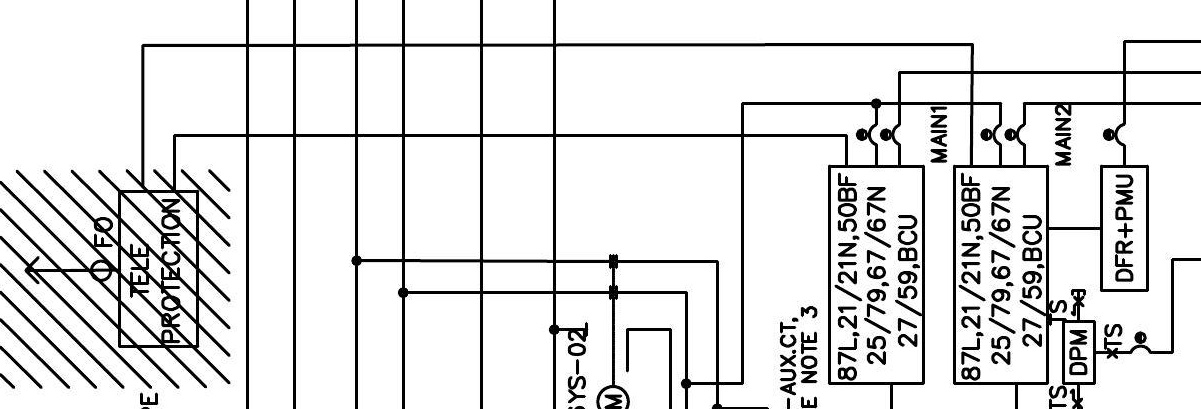 MAIN1
MAIN2
FO
TELE
PROTECTION
87L,21/21N,50BF
25/79,67/67N
27/59,BCU
87L,21/21N,50BF
25/79,67/67N
27/59,BCU
DFR+PMU
-AUX.CT,
E NOTE 3
SYS-02
M
TS
DPM
TS
TS
PE